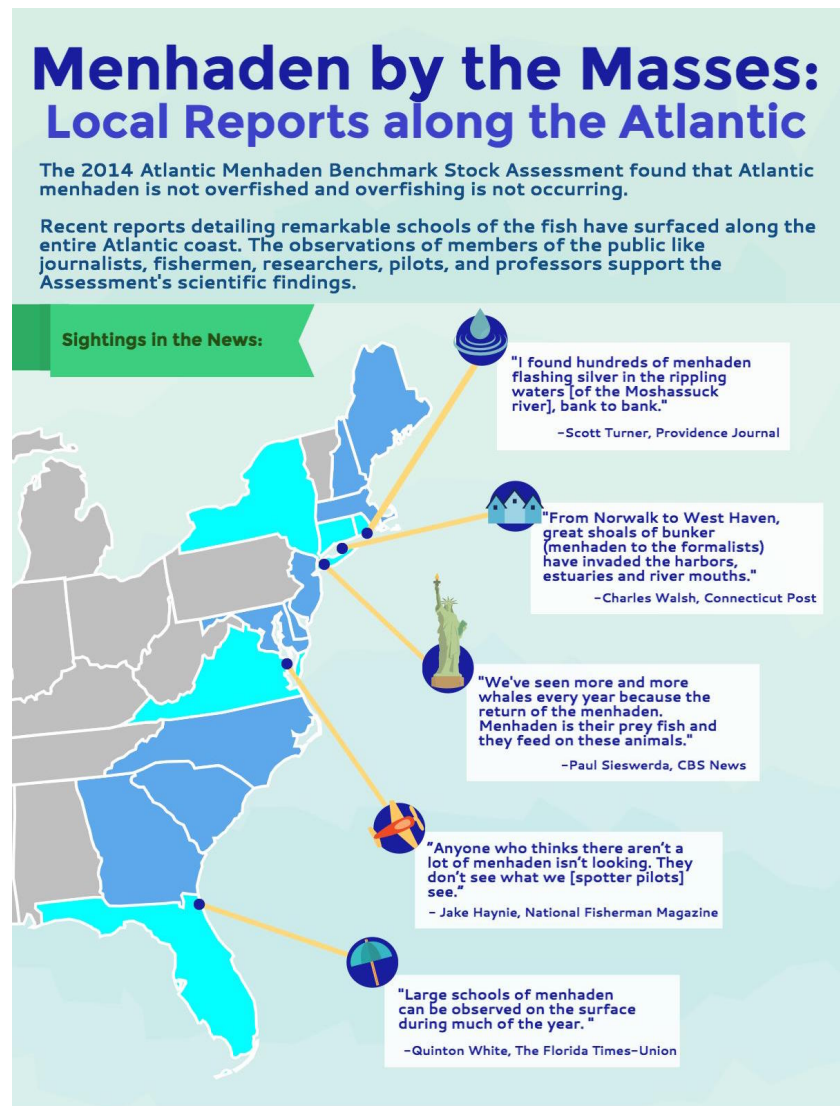 Menhaden by the Masses:
Local Reports along the Atlantic
The 2014 Atlantic Menhaden Benchmark Stock Assessment found that Atlantic
menhaden is not overfished and overfishing is not occurring.
Recent reports detailing remarkable schools of the fish have surfaced along the
entire Atlantic coast. The observations of members of the public like
journalists, fishermen, researchers, pilots, and professors support the
Assessment's scientific findings.
Sightings in the News:
"I found hundreds of menhaden
flashing silver in the rippling
waters [of the Moshassuck
river], bank to bank."
–Scott Turner, Providence Journal
"From Norwalk to West Haven,
great shoals of bunker
(menhaden to the formalists)
have invaded the harbors,
estuaries and river mouths."
–Charles Walsh, Connecticut Post
"We've seen more and more
whales every year because the
return of the menhaden.
Menhaden is their prey fish and
they feed on these animals."
–Paul Sieswerda, CBS News
"Anyone who thinks there aren't a
lot of menhaden isn't looking. They
don't see what we [spotter pilots]
see."
– Jake Haynie, National Fisherman Magazine
"Large schools of menhaden
can be observed on the surface
during much of the year. "
–Quinton White, The Florida Times-Union